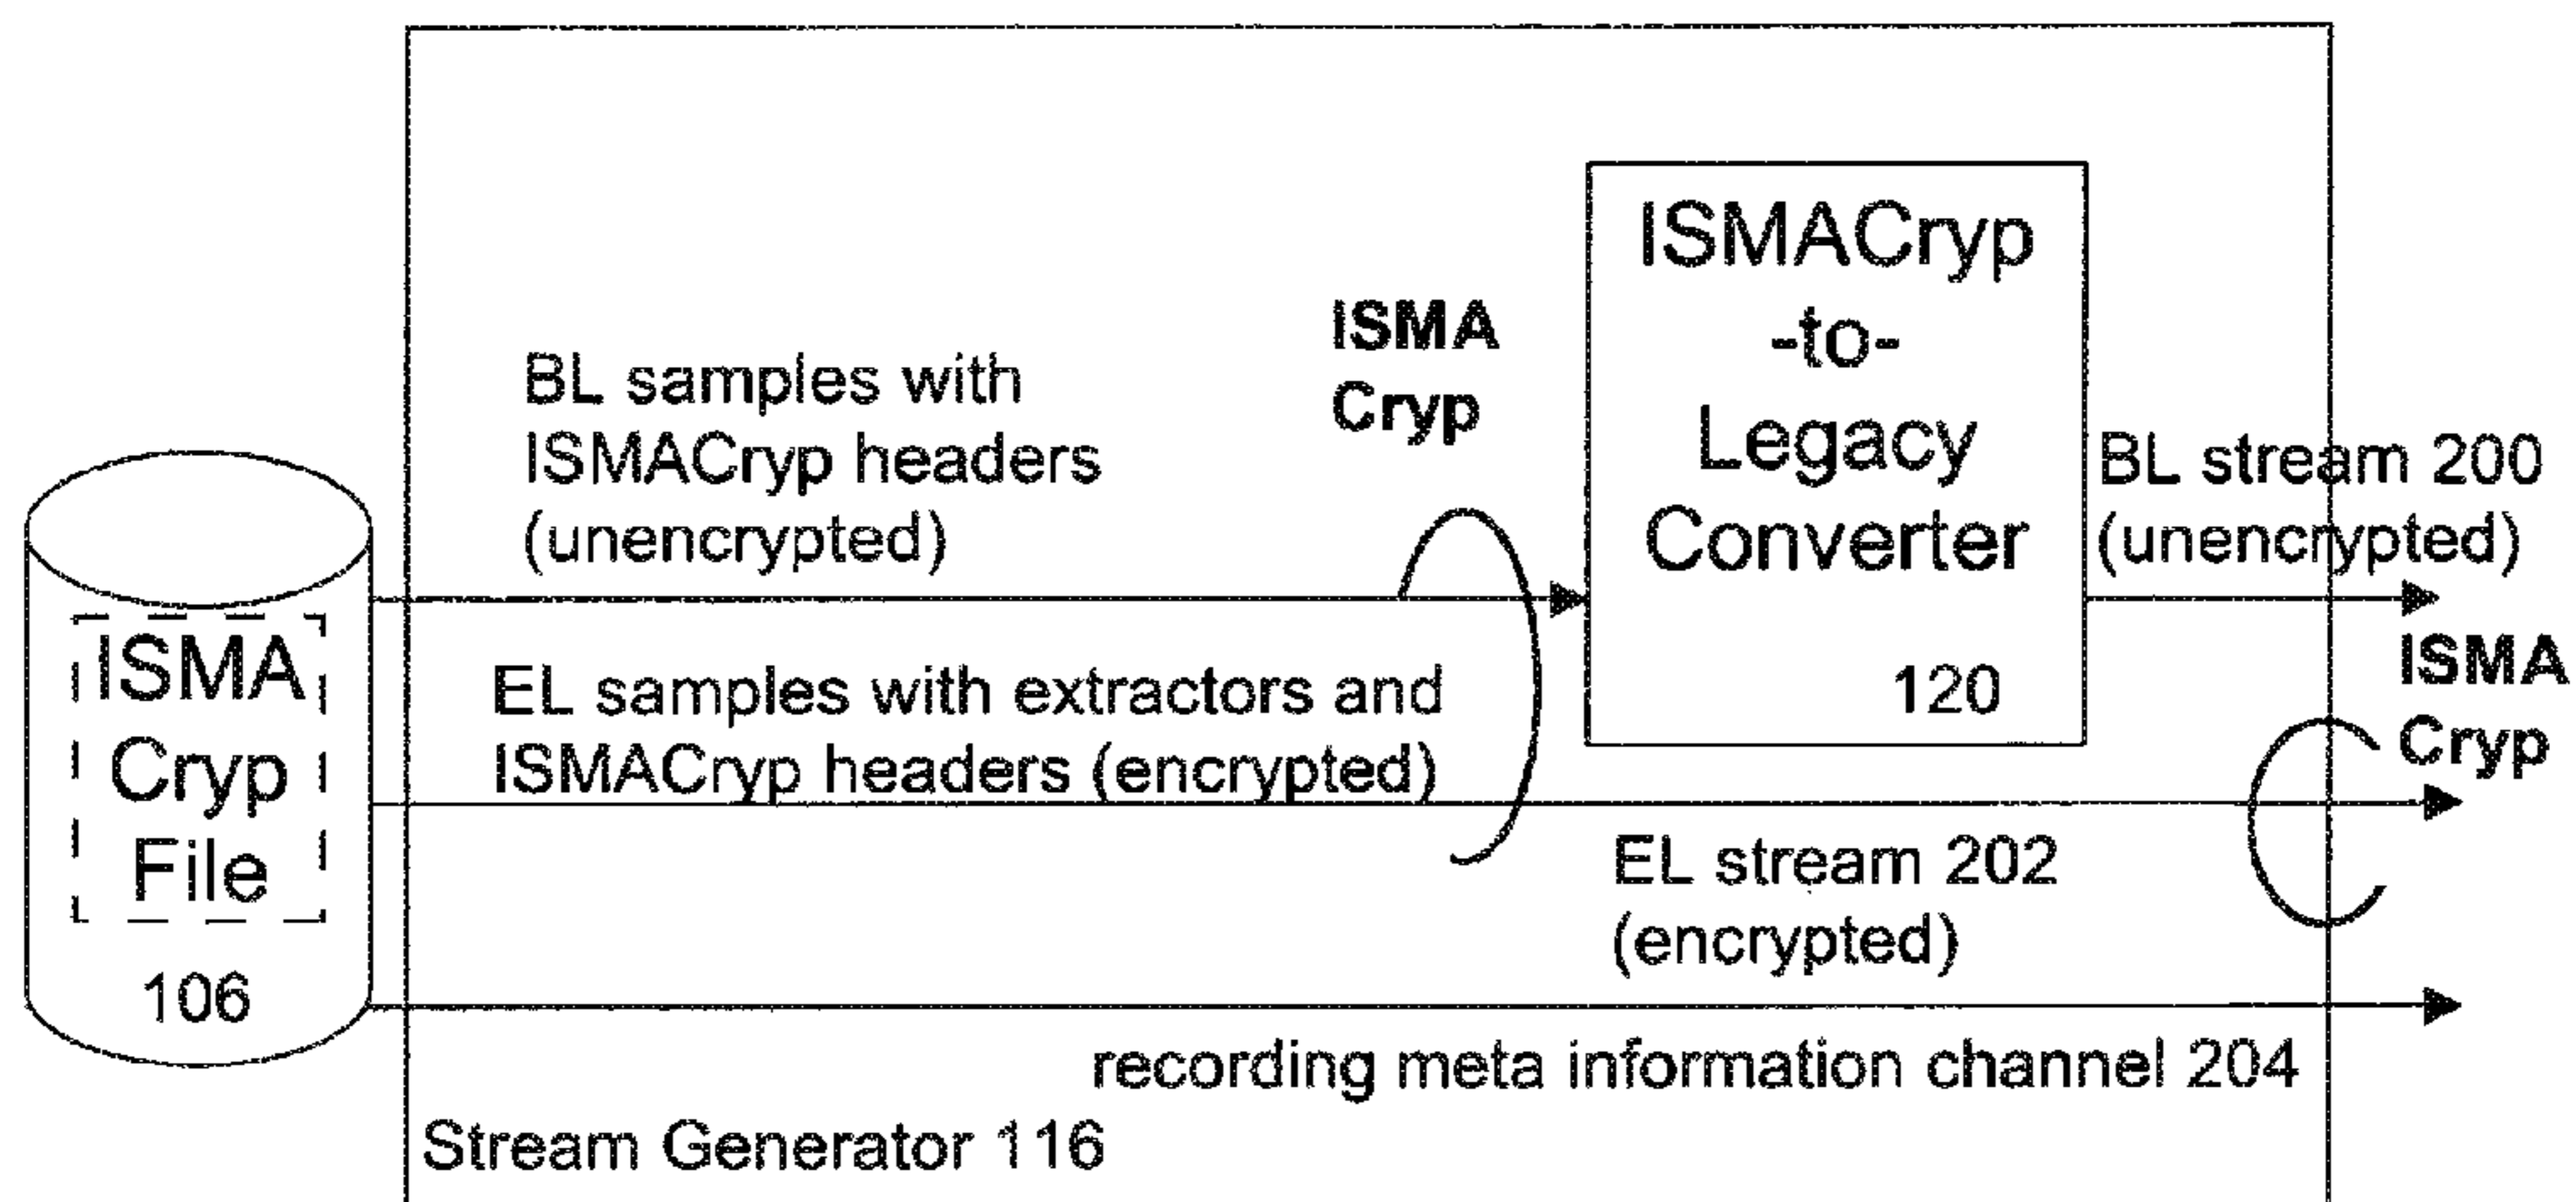 ISMACryp
-to-
Legacy
Converter
120
ISMA
Cryp
BL samples with
ISMACryp headers
(unencrypted)
BL stream 200
(unencrypted)
ISMA
Cryp
File
106
EL samples with extractors and
ISMACryp headers (encrypted)
ISMA
Cryp
EL stream 202
(encrypted)
recording meta information channel 204
Stream Generator 116